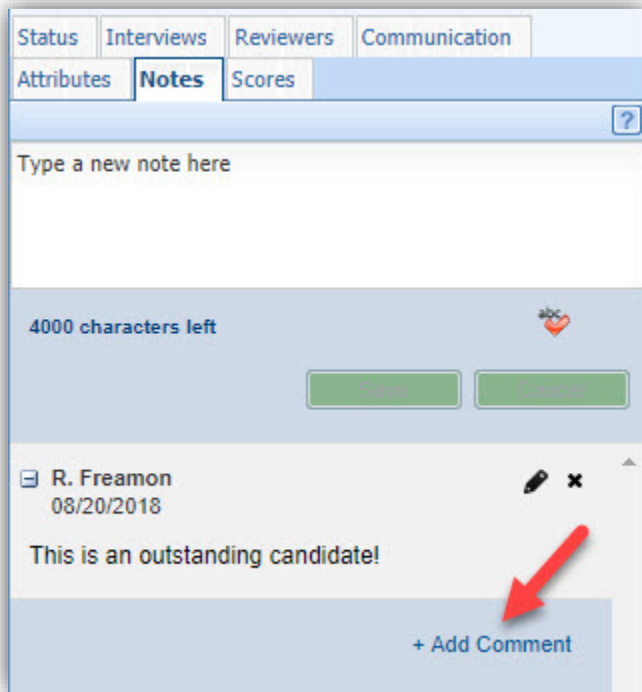 Status Interviews Reviewers Communication
Attributes Notes Scores
?
Type a new note here
4000 characters left
abc
R. Freamon
08/20/2018
This is an outstanding candidate!
+ Add Comment